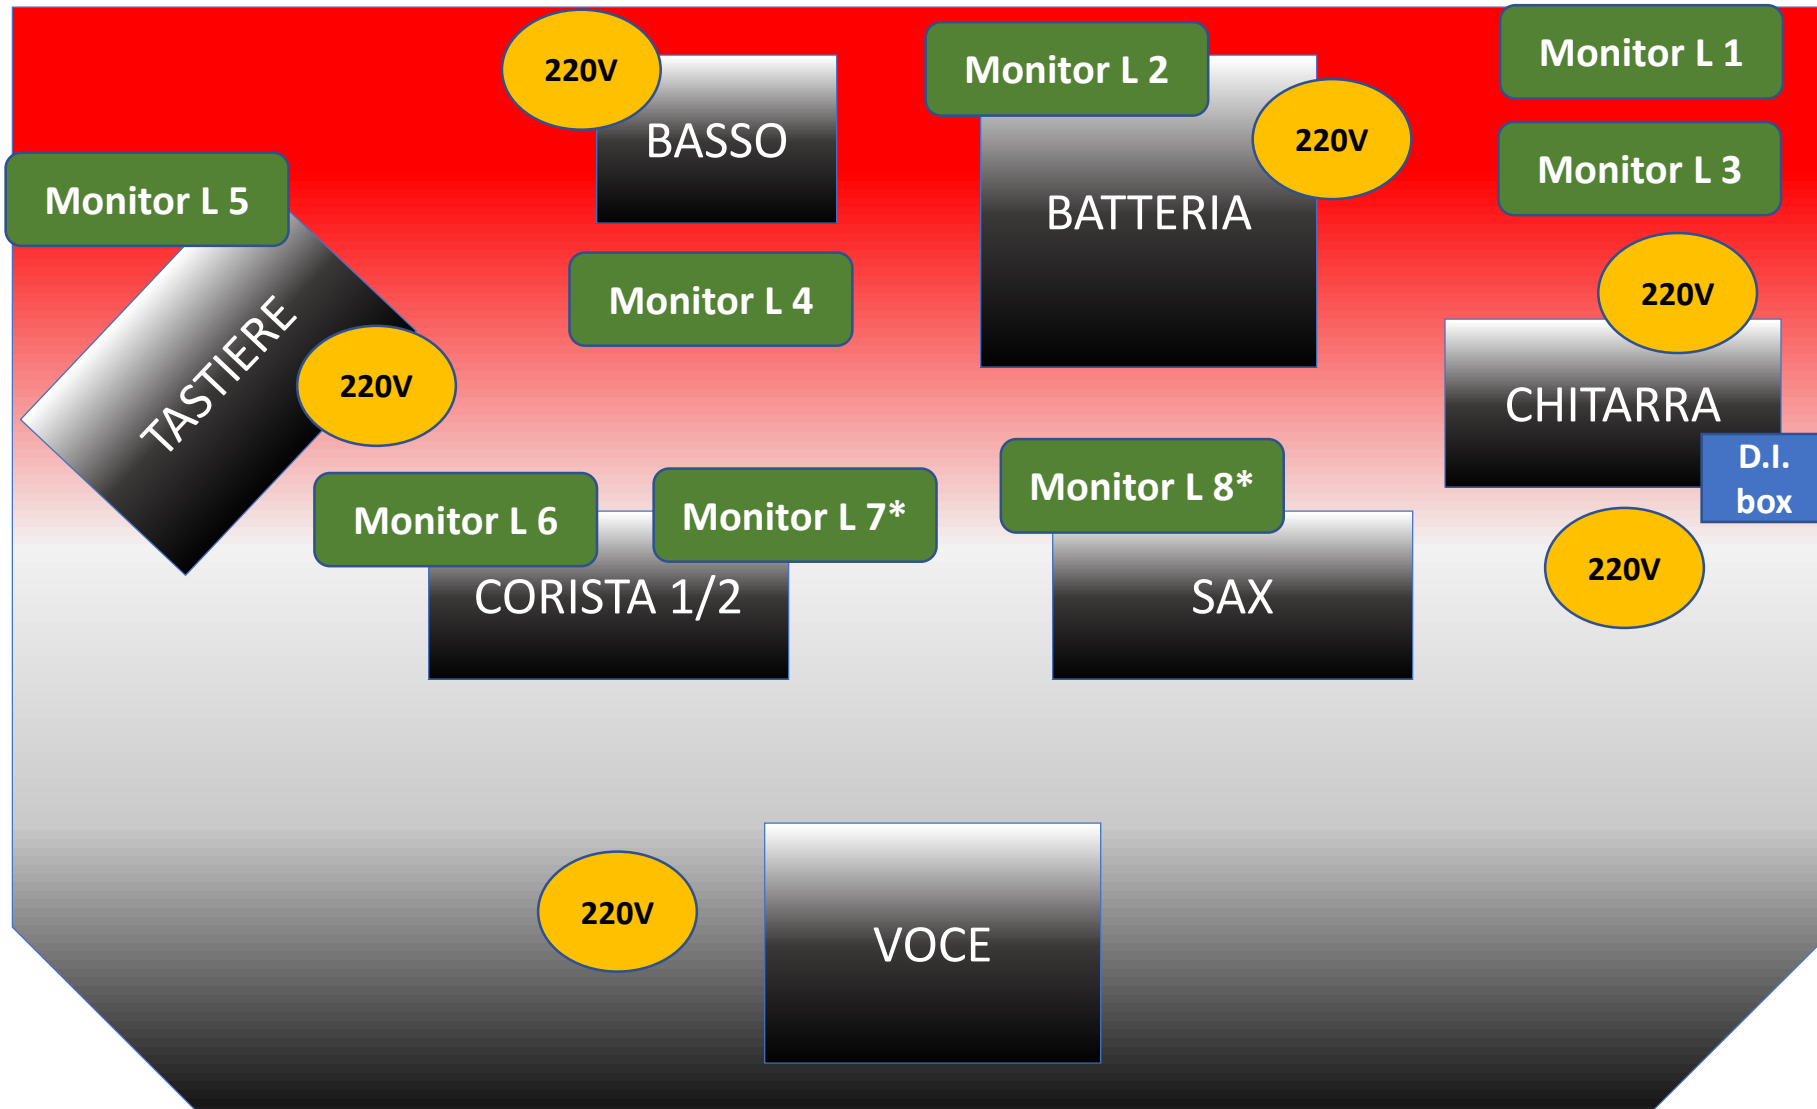 220V
Monitor L 2
Monitor L 1
BASSO
220V
Monitor L 3
Monitor L 5
BATTERIA
Monitor L 4
220V
TASTIERE
220V
CHITARRA
D.I.
box
Monitor L 6
Monitor L 7*
Monitor L 8*
220V
CORISTA 1/2
SAX
220V
VOCE